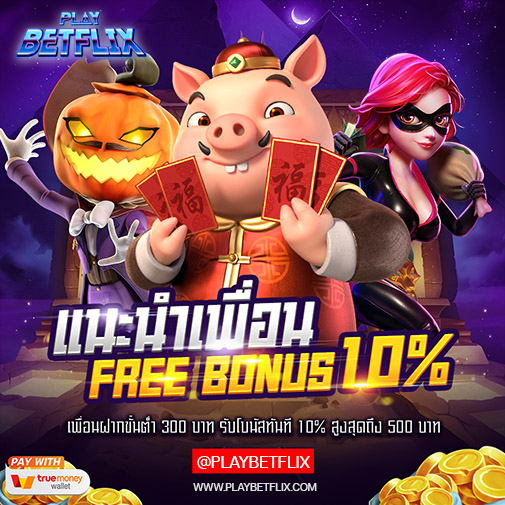 PLAY
BETFLIX
福 福
แนะนำเพื่อน
FREE BONUS 10%
เพื่อนฝากขั้นต่ำ 300 บาท รับโบนัสทันที 10% สูงสุดถึง 500 บาท
@PLAYBETFLIX
PAY WITH
truemoney
wallet
WWW.PLAYBETFLIX.COM